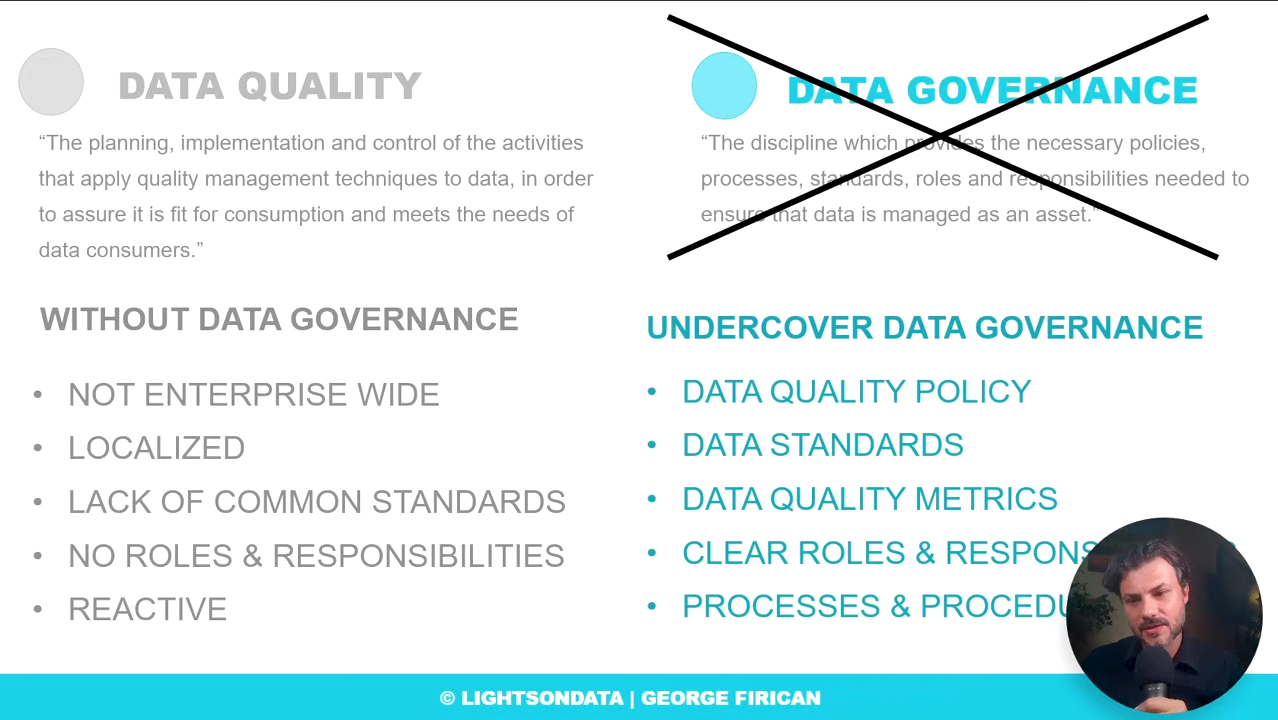 DATA QUALITY
“The planning, implementation and control of the activities
that apply quality management techniques to data, in order
to assure it is fit for consumption and meets the needs of
data consumers.”
WITHOUT DATA GOVERNANCE
• NOT ENTERPRISE WIDE
• LOCALIZED
• LACK OF COMMON STANDARDS
• NO ROLES & RESPONSIBILITIES
• REACTIVE
DATA GOVERNANCE
“The discipline which provides the necessary policies,
processes, standards, roles and responsibilities needed to
ensure that data is managed as an asset.”
UNDERCOVER DATA GOVERNANCE
• DATA QUALITY POLICY
• DATA STANDARDS
• DATA QUALITY METRICS
• CLEAR ROLES &
• PROCESSES &
© LIGHTSONDATA | GEORGE FIRICAN